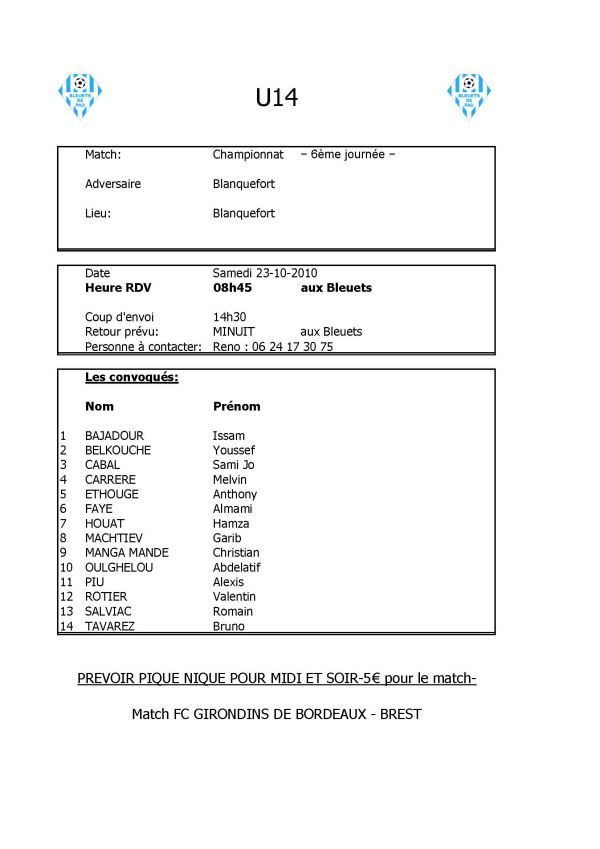 BLEUETS
DE
PAU
BLEUETS
DE
PAU
U14
Match: Championnat – 6ème journée –
Adversaire Blanquefort
Lieu: Blanquefort
Date Samedi 23-10-2010
Heure RDV 08h45 aux Bleuets
Coup d'envoi 14h30
Retour prévu: MINUIT aux Bleuets
Personne à contacter: Reno : 06 24 17 30 75
Les convoqués:
Nom Prénom
1 BAJADOUR Issam
2 BELKOUCHE Youssef
3 CABAL Sami Jo
4 CARRERE Melvin
5 ETHOUGE Anthony
6 FAYE Almami
7 HOUAT Hamza
8 MACHTIEV Garib
9 MANGA MANDE Christian
10 OULGHELOU Abdelatif
11 PIU Alexis
12 ROTIER Valentin
13 SALVIAC Romain
14 TAVAREZ Bruno
PREVOIR PIQUE NIQUE POUR MIDI ET SOIR-5€ pour le match-
Match FC GIRONDINS DE BORDEAUX - BREST